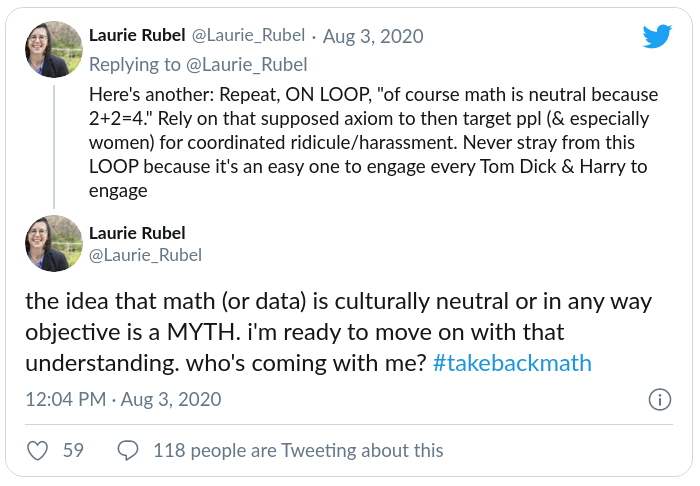 Laurie Rubel @Laurie_Rubel · Aug 3, 2020
Replying to @Laurie_Rubel
Here's another: Repeat, ON LOOP, "of course math is neutral because
2+2=4." Rely on that supposed axiom to then target ppl (& especially
women) for coordinated ridicule/harassment. Never stray from this
LOOP because it's an easy one to engage every Tom Dick & Harry to
engage
Laurie Rubel
@Laurie_Rubel
the idea that math (or data) is culturally neutral or in any way
objective is a MYTH. i'm ready to move on with that
understanding. who's coming with me? #takebackmath
12:04 PM · Aug 3, 2020
59 118 people are Tweeting about this